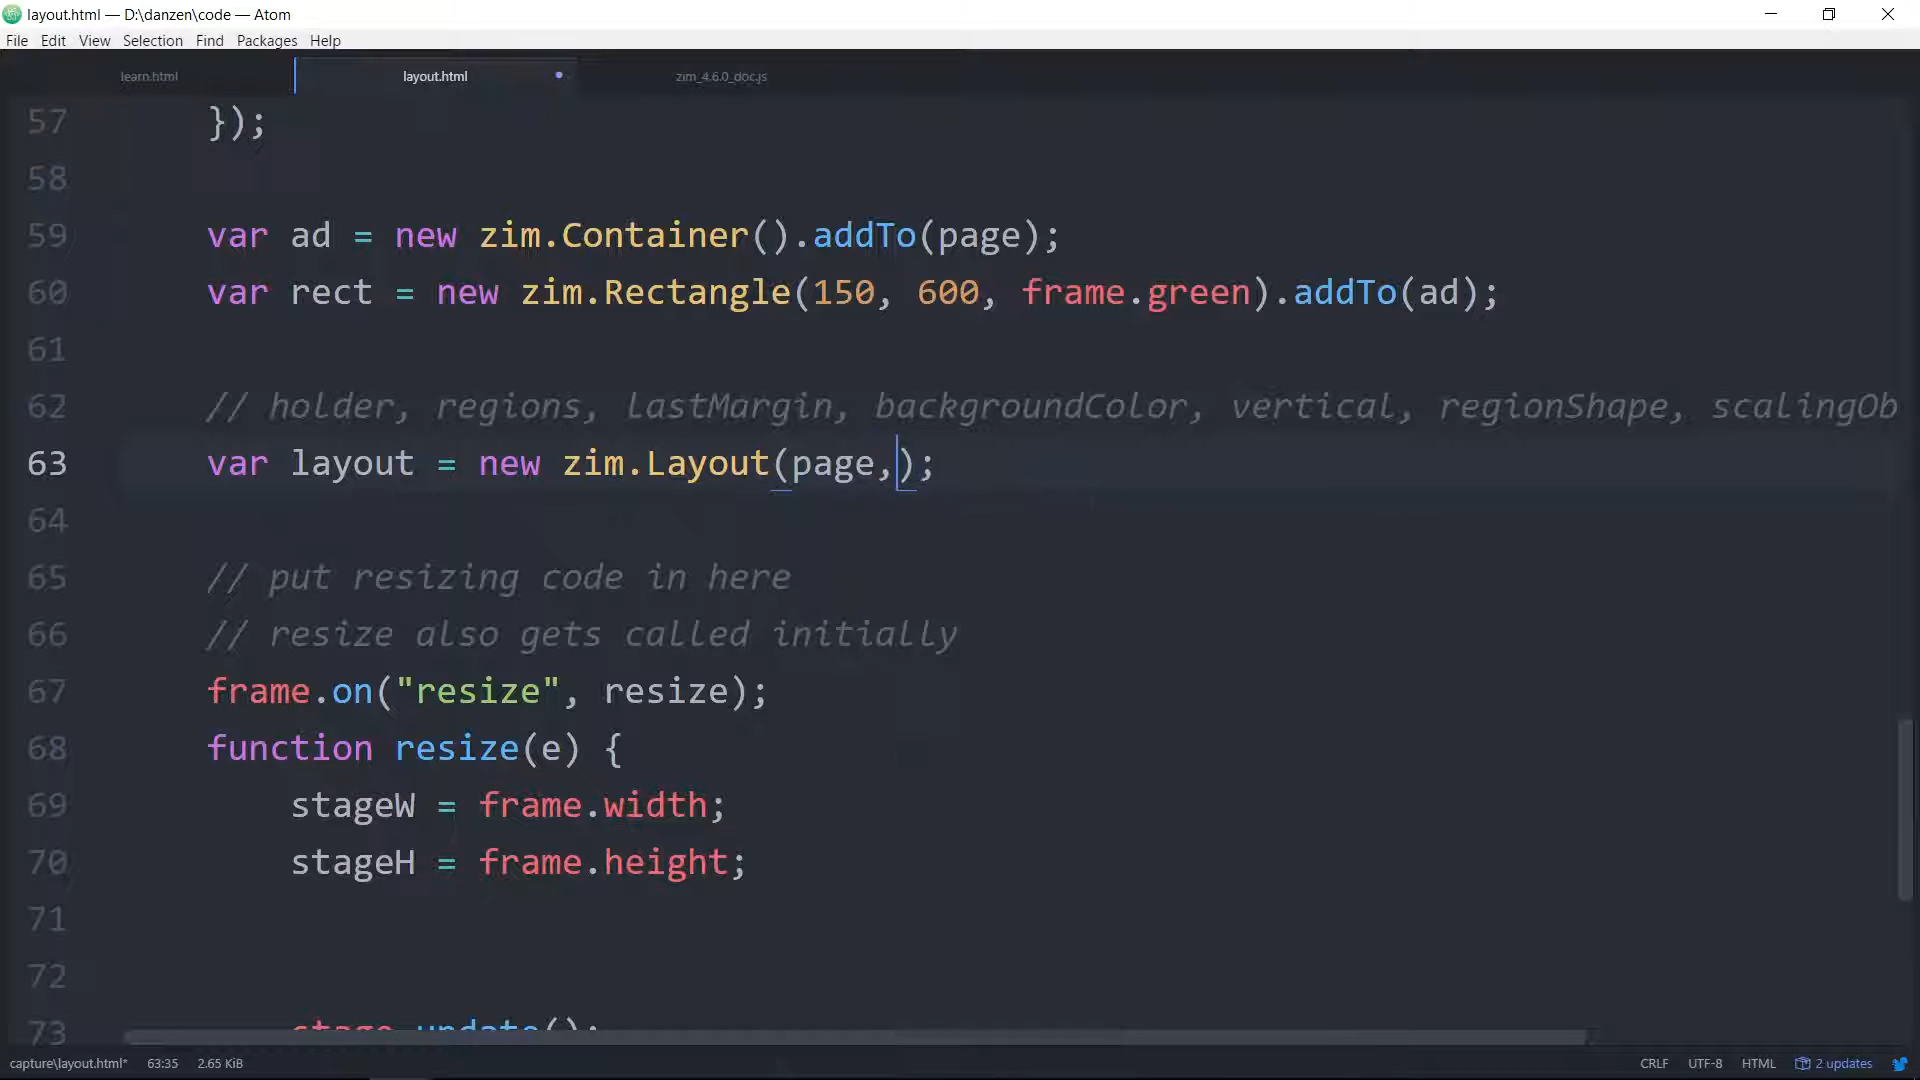 layout.html — D:\danzen\code — Atom
File Edit View Selection Find Packages Help
learn.html layout.html zim_4.6.0_doc.js
57 });
58
59 var ad = new zim.Container().addTo(page);
60 var rect = new zim.Rectangle(150, 600, frame.green).addTo(ad);
61
62 // holder, regions, lastMargin, backgroundColor, vertical, regionShape, scalingOb
63 var layout = new zim.Layout(page,);
64
65 // put resizing code in here
66 // resize also gets called initially
67 frame.on("resize", resize);
68 function resize(e) {
69 stageW = frame.width;
70 stageH = frame.height;
71
72
73 stage.update();
capture\layout.html* 63:35 2.65 KiB CRLF UTF-8 HTML 2 updates